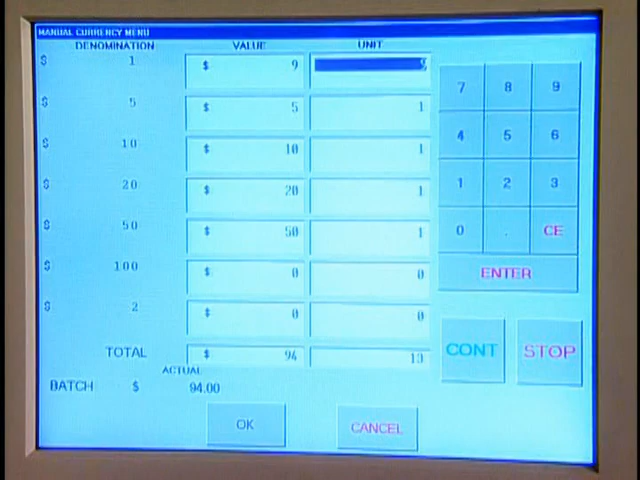 MANUAL CURRENCY MENU
DENOMINATION VALUE UNIT
$ 1 $ 9 9
$ 5 $ 5 1
$ 10 $ 10 1
$ 20 $ 20 1
$ 50 $ 50 1
$ 100 $ 0 0
$ 2 $ 0 0
TOTAL $ 94 13
ACTUAL
BATCH $ 94.00
OK CANCEL
7 8 9
4 5 6
1 2 3
0 . CE
ENTER
CONT STOP